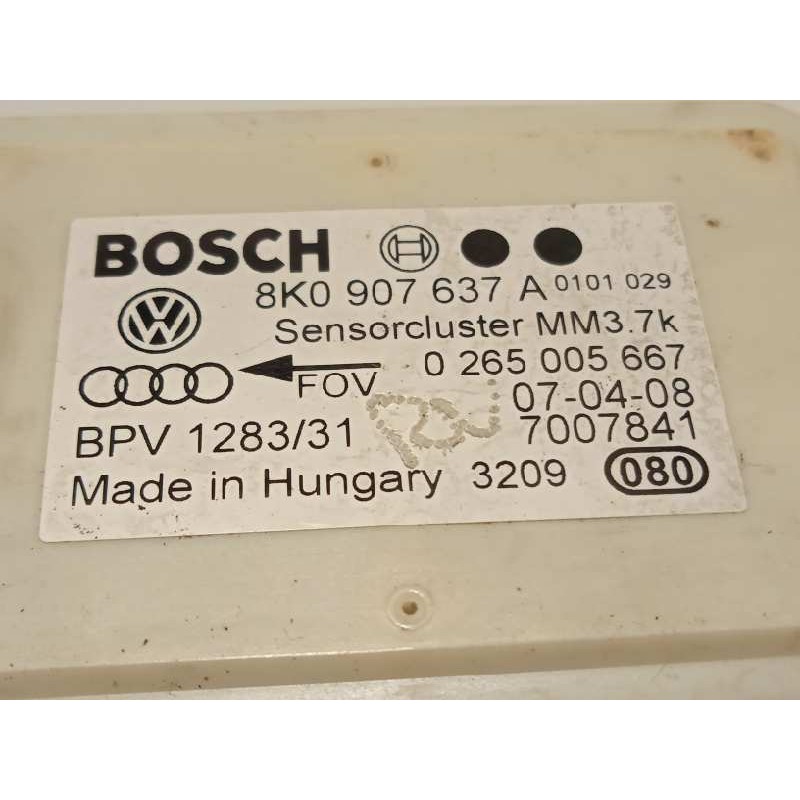 BOSCH
8K0 907 637 A 0101 029
Sensorcluster MM3.7k
FOV 0 265 005 667
07-04-08
BPV 1283/31 7007841
Made in Hungary 3209 080